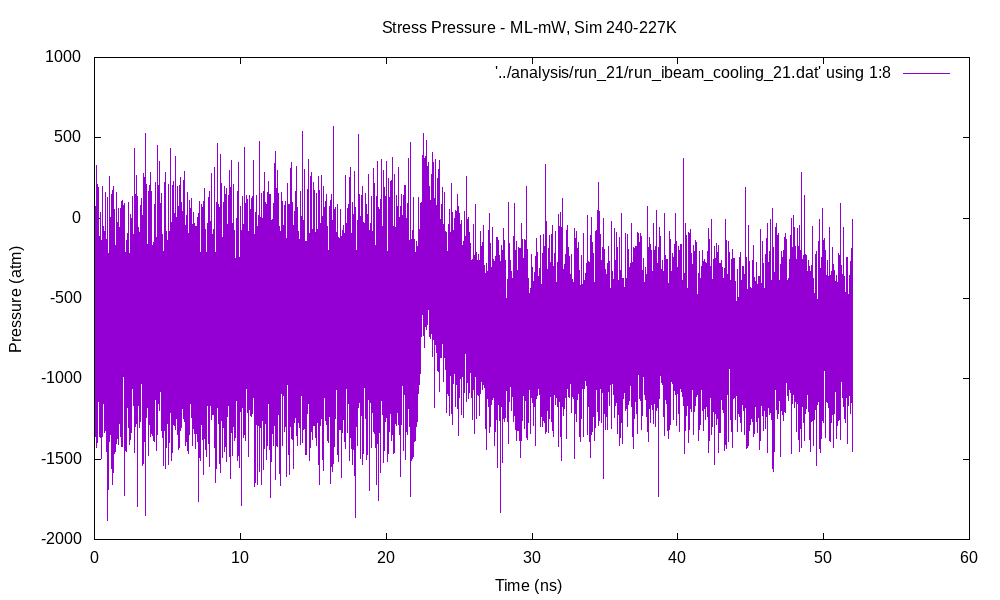 Stress Pressure - ML-mW, Sim 240-227K
'../analysis/run_21/run_ibeam_cooling_21.dat' using 1:8
1000
500
0
-500
-1000
-1500
-2000
Pressure (atm)
0 10 20 30 40 50 60
Time (ns)